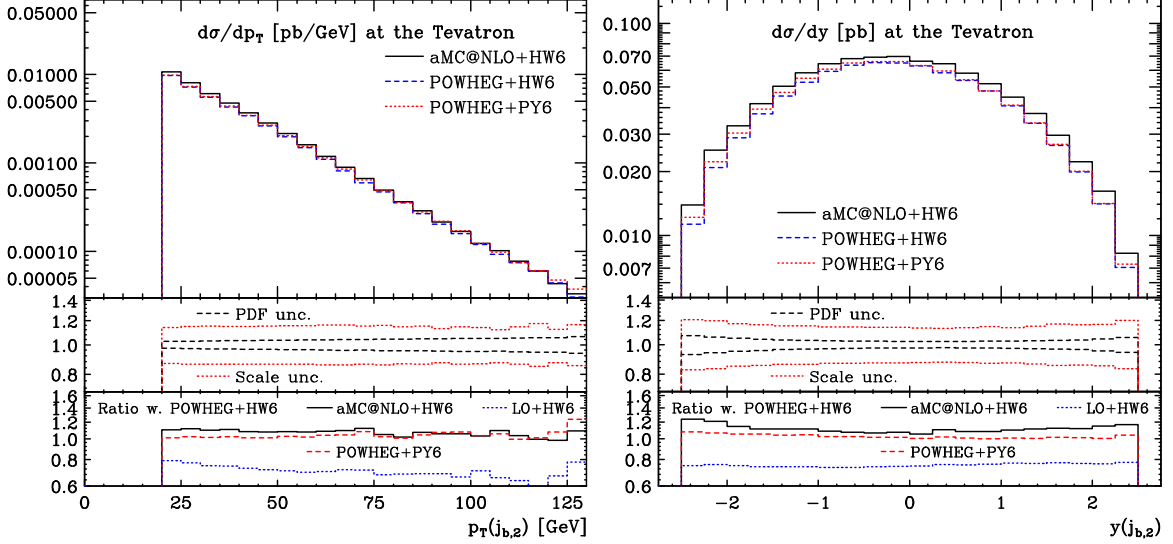 dσ/dp_T [pb/GeV] at the Tevatron
aMC@NLO+HW6
POWHEG+HW6
POWHEG+PY6
0.05000
0.01000
0.00500
0.00100
0.00050
0.00010
0.00005
1.4
1.2
1.0
0.8
PDF unc.
Scale unc.
1.6
1.4
1.2
1.0
0.8
0.6
Ratio w. POWHEG+HW6
aMC@NLO+HW6
LO+HW6
POWHEG+PY6
0 25 50 75 100 125
p_T(j_{b,2}) [GeV]
dσ/dy [pb] at the Tevatron
0.100
0.070
0.050
0.030
0.020
0.010
0.007
aMC@NLO+HW6
POWHEG+HW6
POWHEG+PY6
1.4
1.2
1.0
0.8
PDF unc.
Scale unc.
1.6
1.4
1.2
1.0
0.8
0.6
Ratio w. POWHEG+HW6
aMC@NLO+HW6
LO+HW6
POWHEG+PY6
−2 −1 0 1 2
y(j_{b,2})